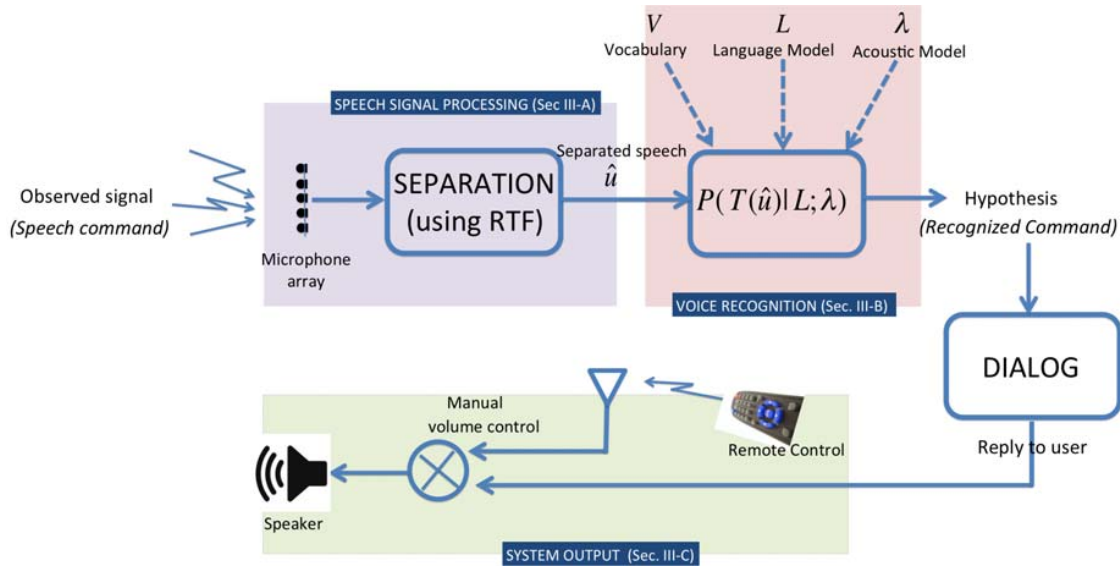 V
L
λ
Vocabulary
Language Model
Acoustic Model
SPEECH SIGNAL PROCESSING (Sec III-A)
Observed signal
(Speech command)
Microphone
array
SEPARATION
(using RTF)
Separated speech
û
P( T(û)| L; λ)
Hypothesis
(Recognized Command)
VOICE RECOGNITION (Sec. III-B)
DIALOG
Reply to user
Manual
volume control
Remote Control
Speaker
SYSTEM OUTPUT (Sec. III-C)